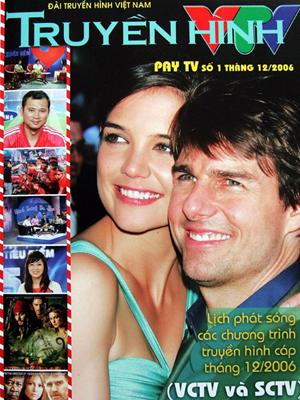 ĐÀI TRUYỀN HÌNH VIỆT NAM
TRUYỀN HÌNH
VTV
PAY TV SỐ 1 THÁNG 12/2006
Lịch phát sóng
các chương trình
truyền hình cáp
tháng 12/2006
(VCTV và SCTV)